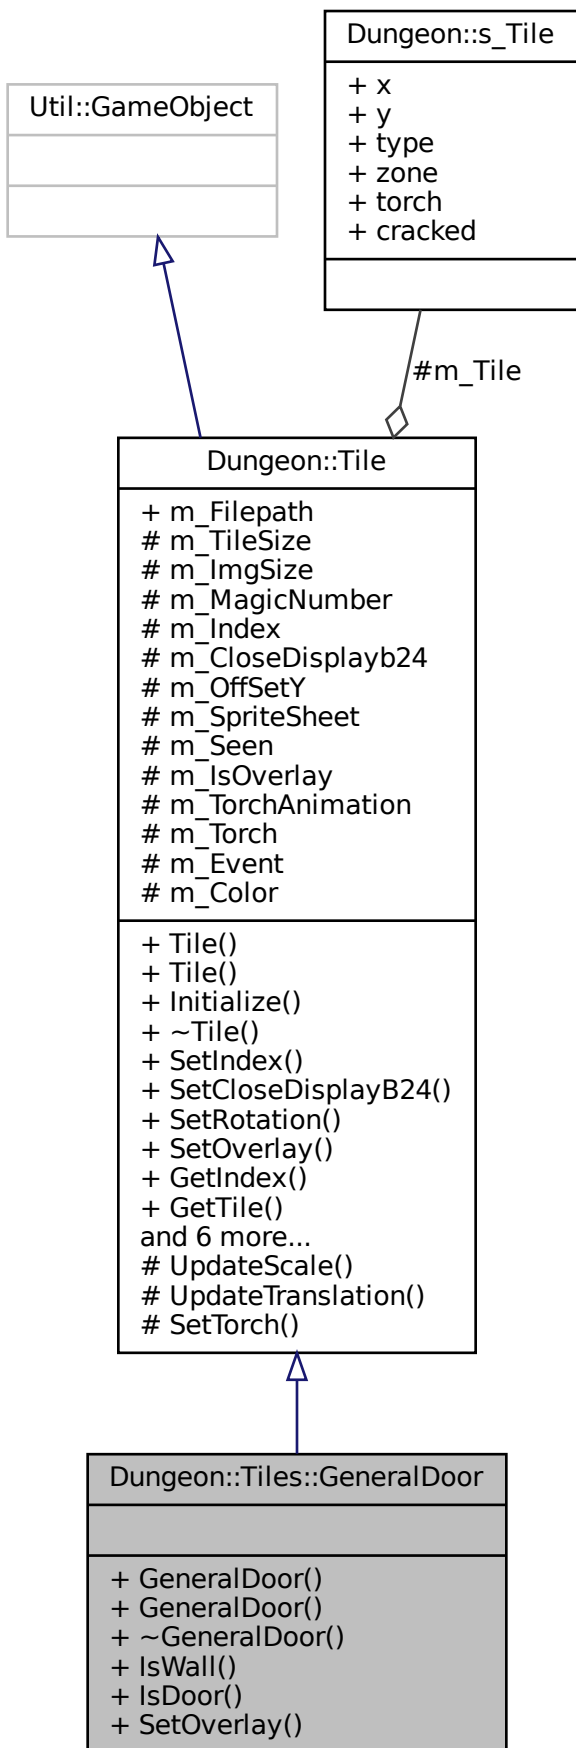 Dungeon::s_Tile
+ x
+ y
+ type
+ zone
+ torch
+ cracked
Util::GameObject
#m_Tile
Dungeon::Tile
+ m_Filepath
# m_TileSize
# m_ImgSize
# m_MagicNumber
# m_Index
# m_CloseDisplayb24
# m_OffSetY
# m_SpriteSheet
# m_Seen
# m_IsOverlay
# m_TorchAnimation
# m_Torch
# m_Event
# m_Color
+ Tile()
+ Tile()
+ Initialize()
+ ~Tile()
+ SetIndex()
+ SetCloseDisplayB24()
+ SetRotation()
+ SetOverlay()
+ GetIndex()
+ GetTile()
and 6 more...
# UpdateScale()
# UpdateTranslation()
# SetTorch()
Dungeon::Tiles::GeneralDoor
+ GeneralDoor()
+ GeneralDoor()
+ ~GeneralDoor()
+ IsWall()
+ IsDoor()
+ SetOverlay()